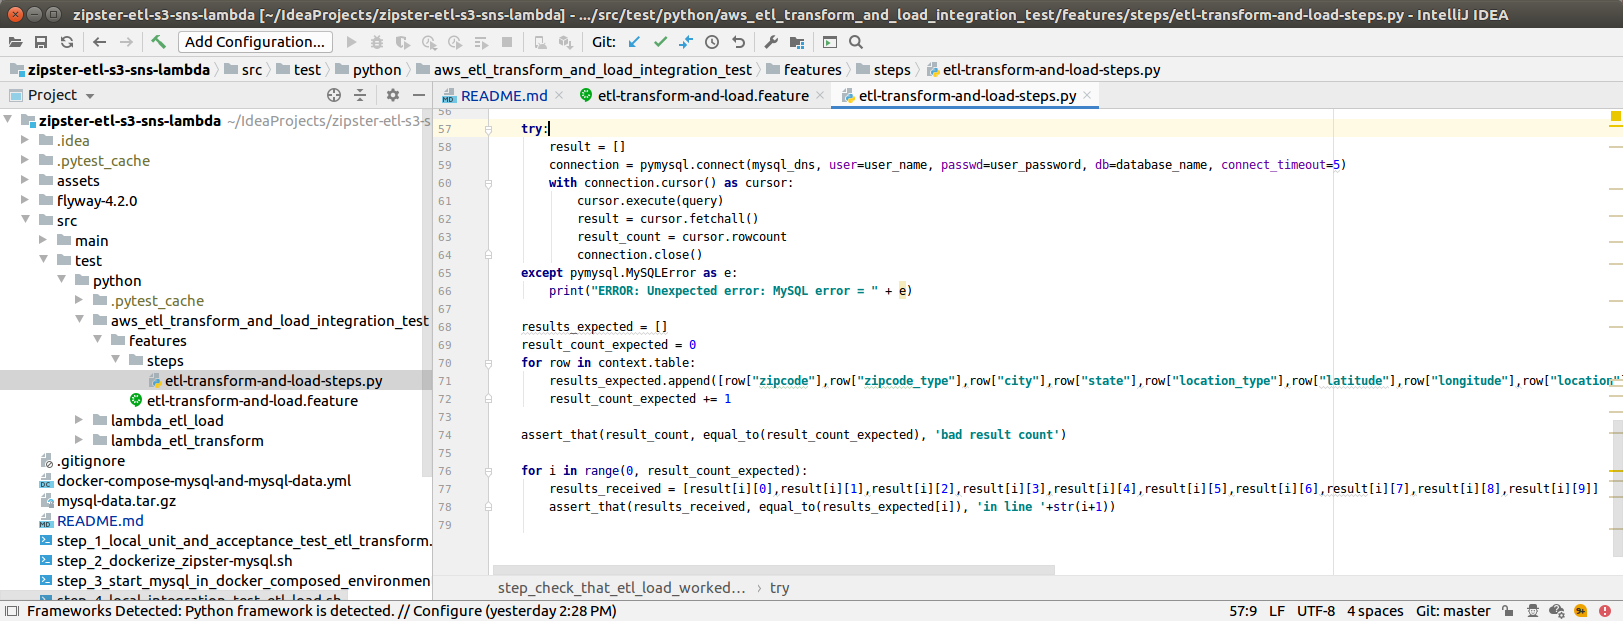 zipster-etl-s3-sns-lambda [~/IdeaProjects/zipster-etl-s3-sns-lambda] - .../src/test/python/aws_etl_transform_and_load_integration_test/features/steps/etl-transform-and-load-steps.py - IntelliJ IDEA
Add Configuration... Git:
zipster-etl-s3-sns-lambda src test python aws_etl_transform_and_load_integration_test features steps etl-transform-and-load-steps.py
Project
README.md etl-transform-and-load.feature etl-transform-and-load-steps.py
zipster-etl-s3-sns-lambda ~/IdeaProjects/zipster-etl-s3-s
.idea
.pytest_cache
assets
flyway-4.2.0
src
main
test
python
.pytest_cache
aws_etl_transform_and_load_integration_test
features
steps
etl-transform-and-load-steps.py
etl-transform-and-load.feature
lambda_etl_load
lambda_etl_transform
.gitignore
docker-compose-mysql-and-mysql-data.yml
mysql-data.tar.gz
README.md
step_1_local_unit_and_acceptance_test_etl_transform.
step_2_dockerize_zipster-mysql.sh
step_3_start_mysql_in_docker_composed_environmen
step_4_local_integration_test_etl_load.sh
56
57 try:
58 result = []
59 connection = pymysql.connect(mysql_dns, user=user_name, passwd=user_password, db=database_name, connect_timeout=5)
60 with connection.cursor() as cursor:
61 cursor.execute(query)
62 result = cursor.fetchall()
63 result_count = cursor.rowcount
64 connection.close()
65 except pymysql.MySQLError as e:
66 print("ERROR: Unexpected error: MySQL error = " + e)
67
68 results_expected = []
69 result_count_expected = 0
70 for row in context.table:
71 results_expected.append([row["zipcode"],row["zipcode_type"],row["city"],row["state"],row["location_type"],row["latitude"],row["longitude"],row["location"
72 result_count_expected += 1
73
74 assert_that(result_count, equal_to(result_count_expected), 'bad result count')
75
76 for i in range(0, result_count_expected):
77 results_received = [result[i][0],result[i][1],result[i][2],result[i][3],result[i][4],result[i][5],result[i][6],result[i][7],result[i][8],result[i][9]]
78 assert_that(results_received, equal_to(results_expected[i]), 'in line '+str(i+1))
79
step_check_that_etl_load_worked... › try
Frameworks Detected: Python framework is detected. // Configure (yesterday 2:28 PM) 57:9 LF UTF-8 4 spaces Git: master 9+